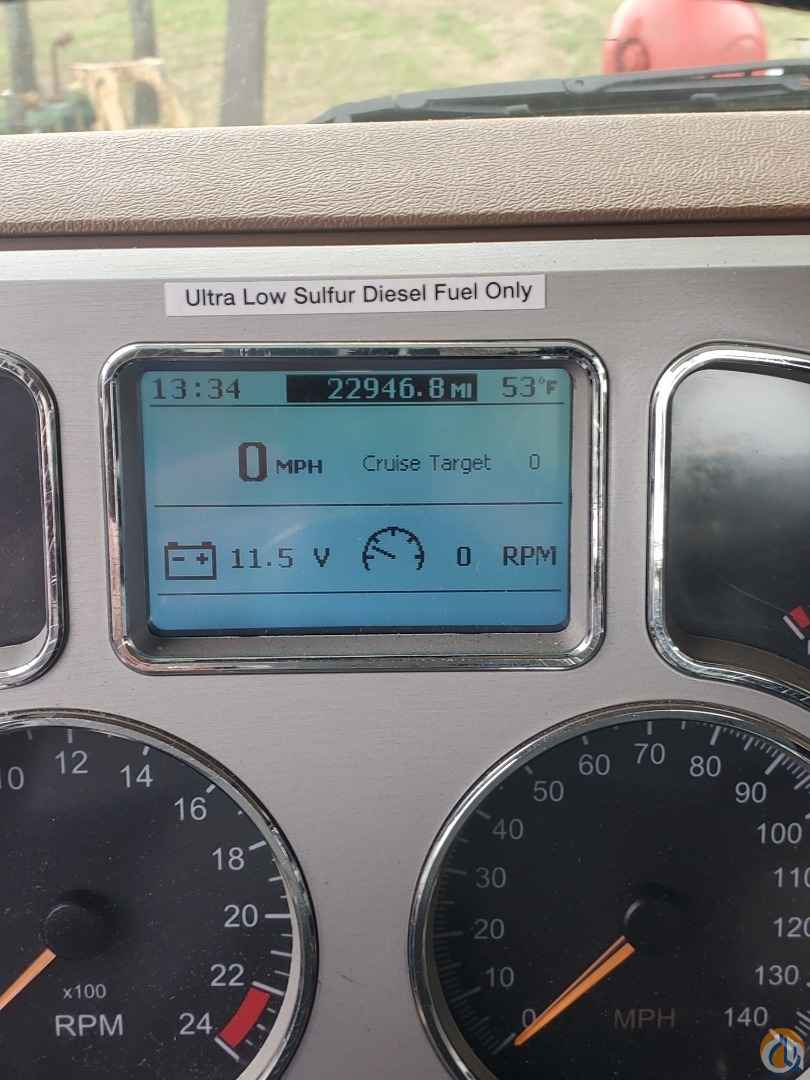 Ultra Low Sulfur Diesel Fuel Only
13:34 22946.8 MI 53°F
0 MPH Cruise Target 0
- + 11.5 V 0 RPM
10 12 14 16 18 20 22 24
x100
RPM
0 10 20 30 40 50 60 70 80 90 100 110 120 130 140
MPH